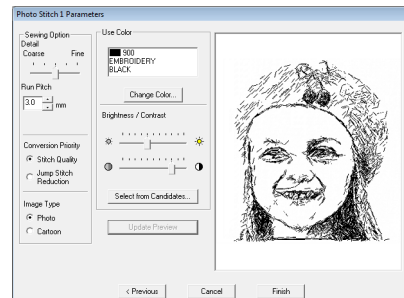 Photo Stitch 1 Parameters
Sewing Option
Detail
Coarse Fine
Run Pitch
3.0 mm
Conversion Priority
Stitch Quality
Jump Stitch
Reduction
Image Type
Photo
Cartoon
Use Color
900
EMBROIDERY
BLACK
Change Color...
Brightness / Contrast
Select from Candidates...
Update Preview
< Previous
Cancel
Finish